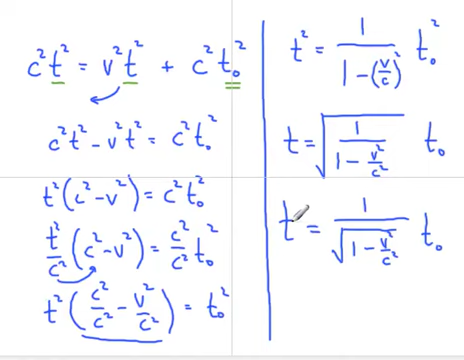 c²t² = v²t² + c²t₀²
c²t² - v²t² = c²t₀²
t²(c² - v²) = c²t₀²
t²/c² (c² - v²) = c²/c² t₀²
t² (c²/c² - v²/c²) = t₀²
t² = 1/(1 - (v/c)²) t₀²
t = √(1/(1 - v²/c²)) t₀
t = 1/√(1 - v²/c²) t₀